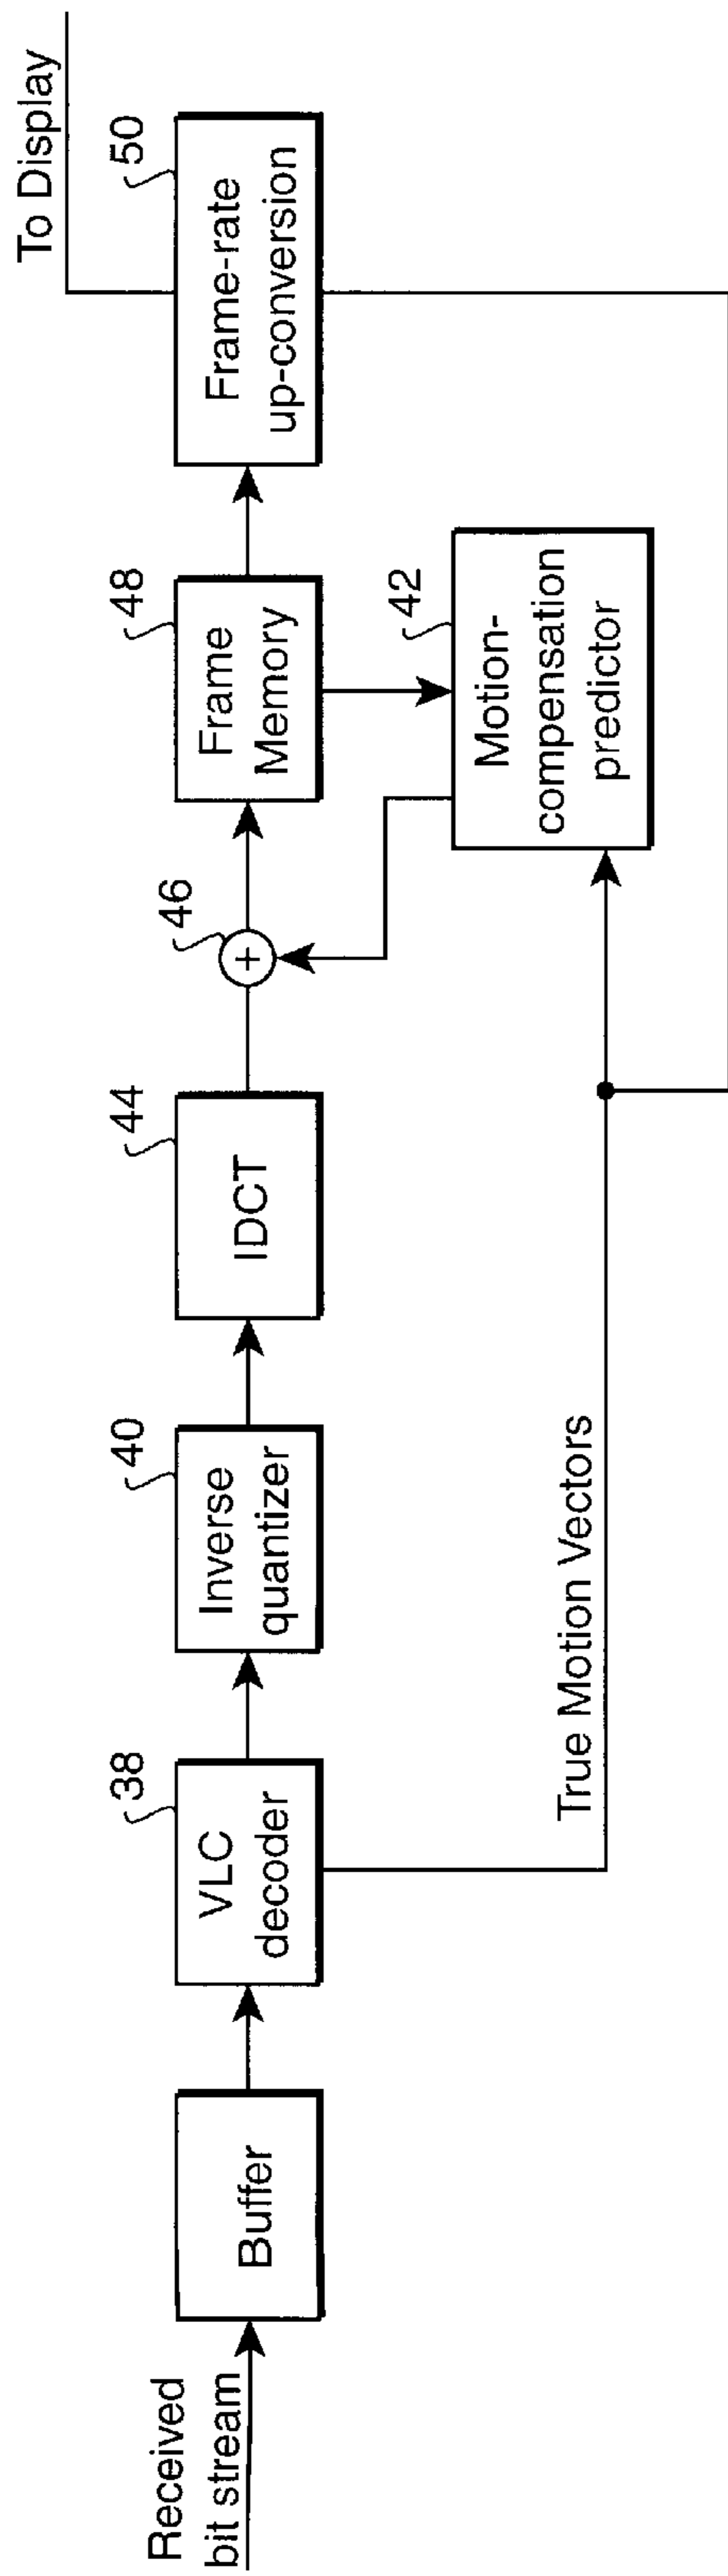 Received
bit stream
Buffer
38
VLC
decoder
40
Inverse
quantizer
44
IDCT
46
+
48
Frame
Memory
50
Frame-rate
up-conversion
To Display
42
Motion-
compensation
predictor
True Motion Vectors